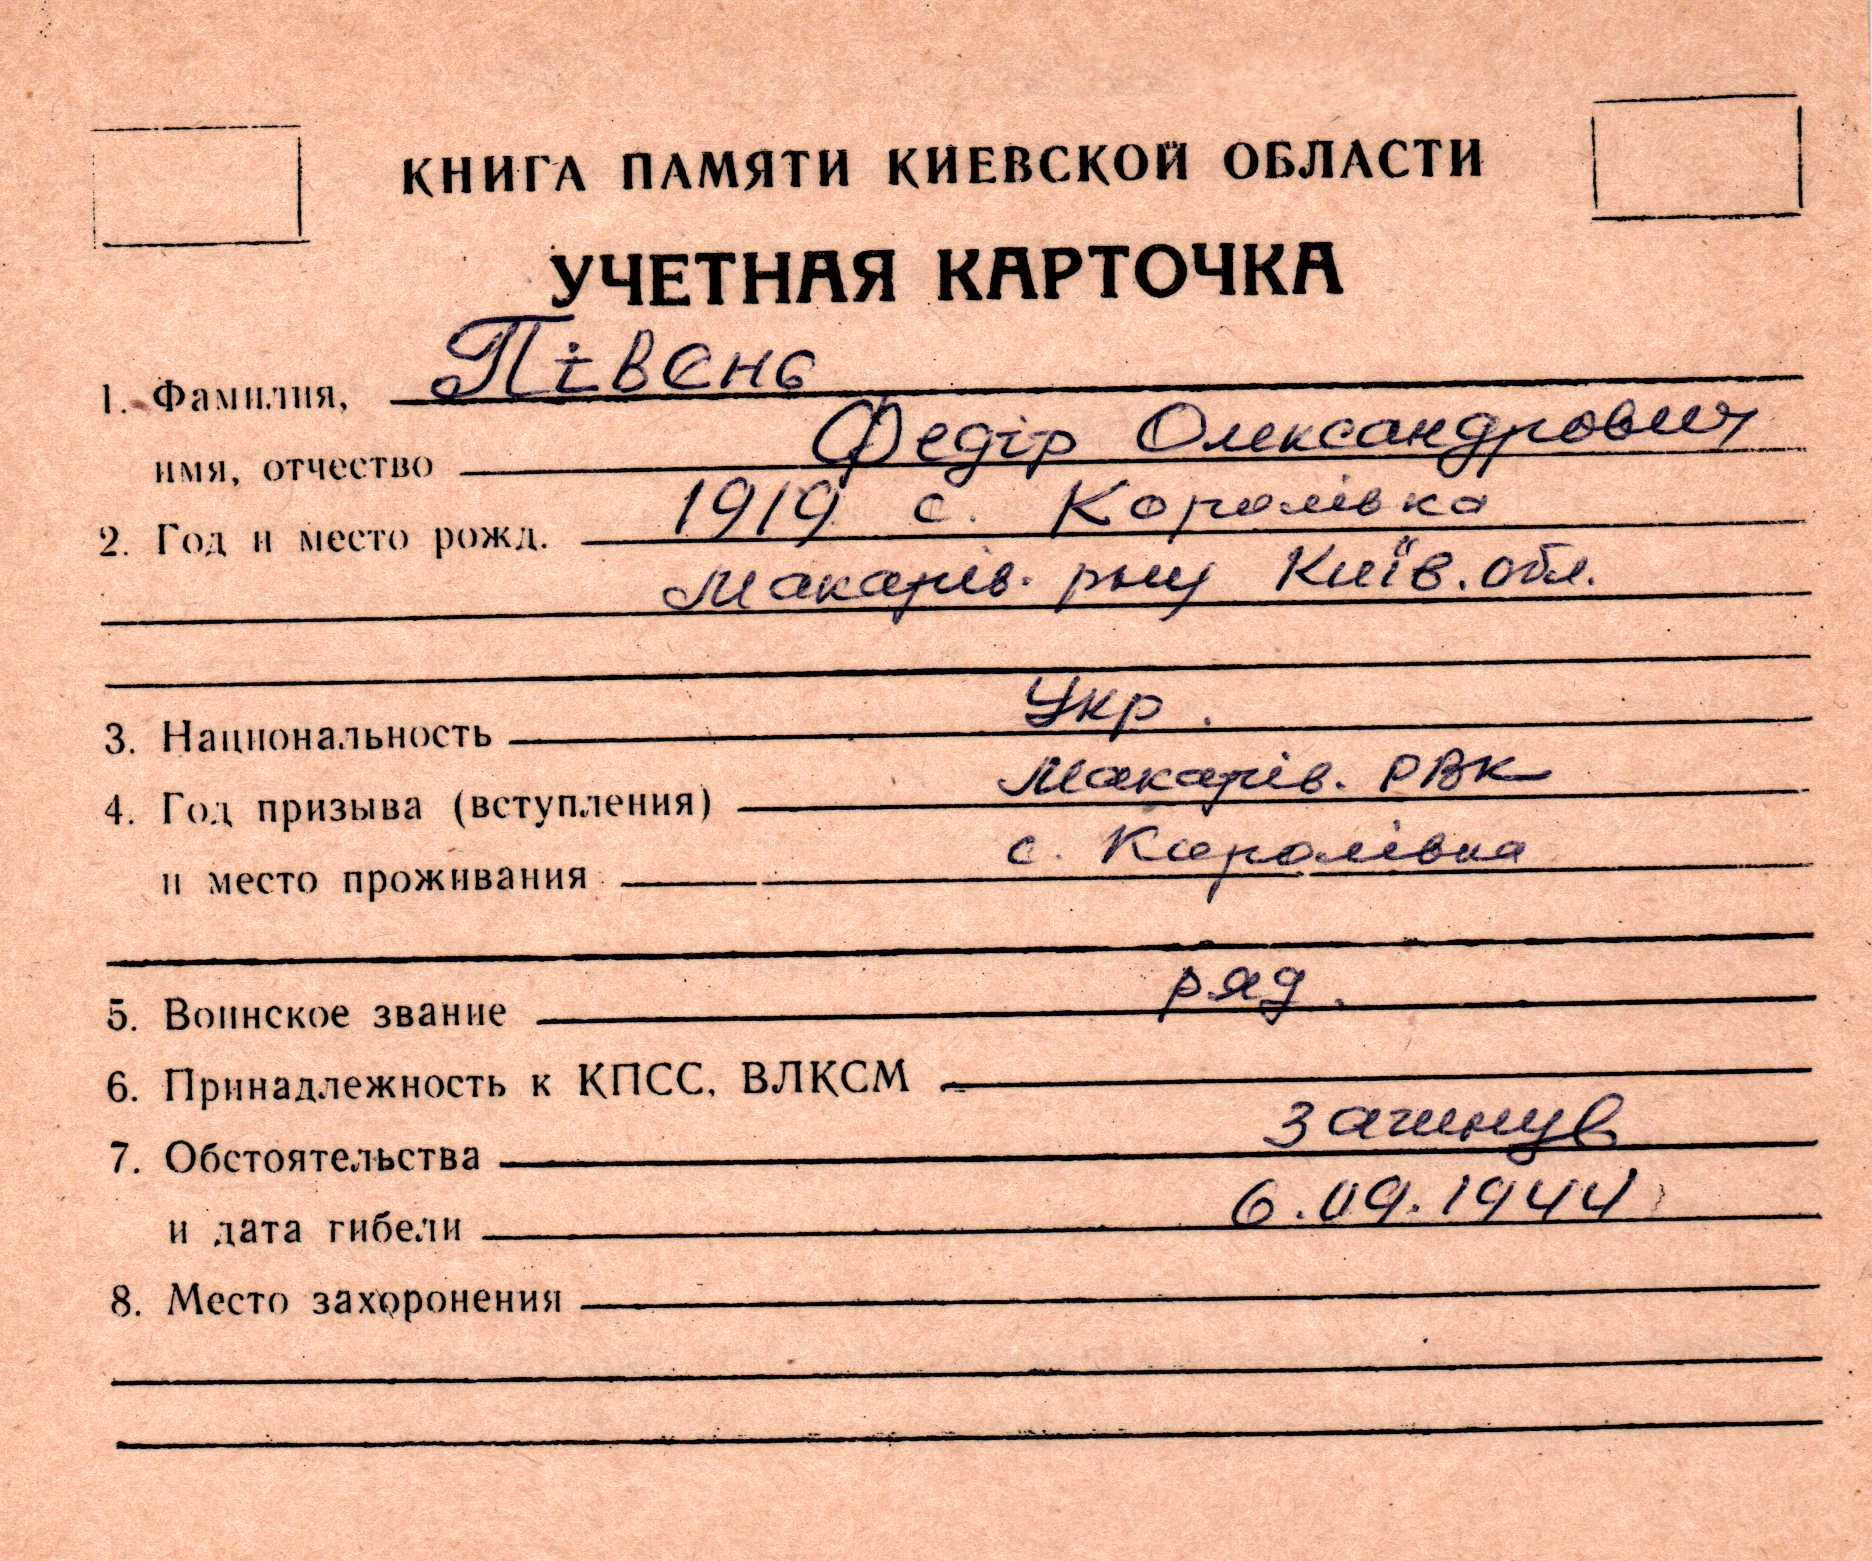 КНИГА ПАМЯТИ КИЕВСКОЙ ОБЛАСТИ
УЧЕТНАЯ КАРТОЧКА
1. Фамилия, Півень
имя, отчество Федір Олександрович
2. Год и место рожд. 1919 с. Королівка
Макарів. р-ну Київ. обл.
3. Национальность Укр.
4. Год призыва (вступления) Макарів. РВК
и место проживания с. Королівка
5. Воинское звание ряд.
6. Принадлежность к КПСС, ВЛКСМ
7. Обстоятельства загинув
и дата гибели 6.09.1944
8. Место захоронения